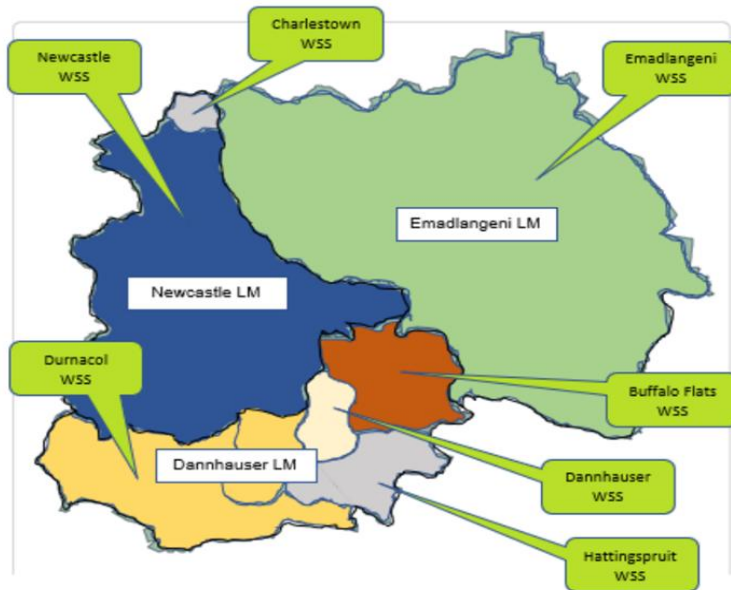 Charlestown
WSS
Newcastle
WSS
Emadlangeni
WSS
Emadlangeni LM
Newcastle LM
Durnacol
WSS
Buffalo Flats
WSS
Dannhauser LM
Dannhauser
WSS
Hattingspruit
WSS